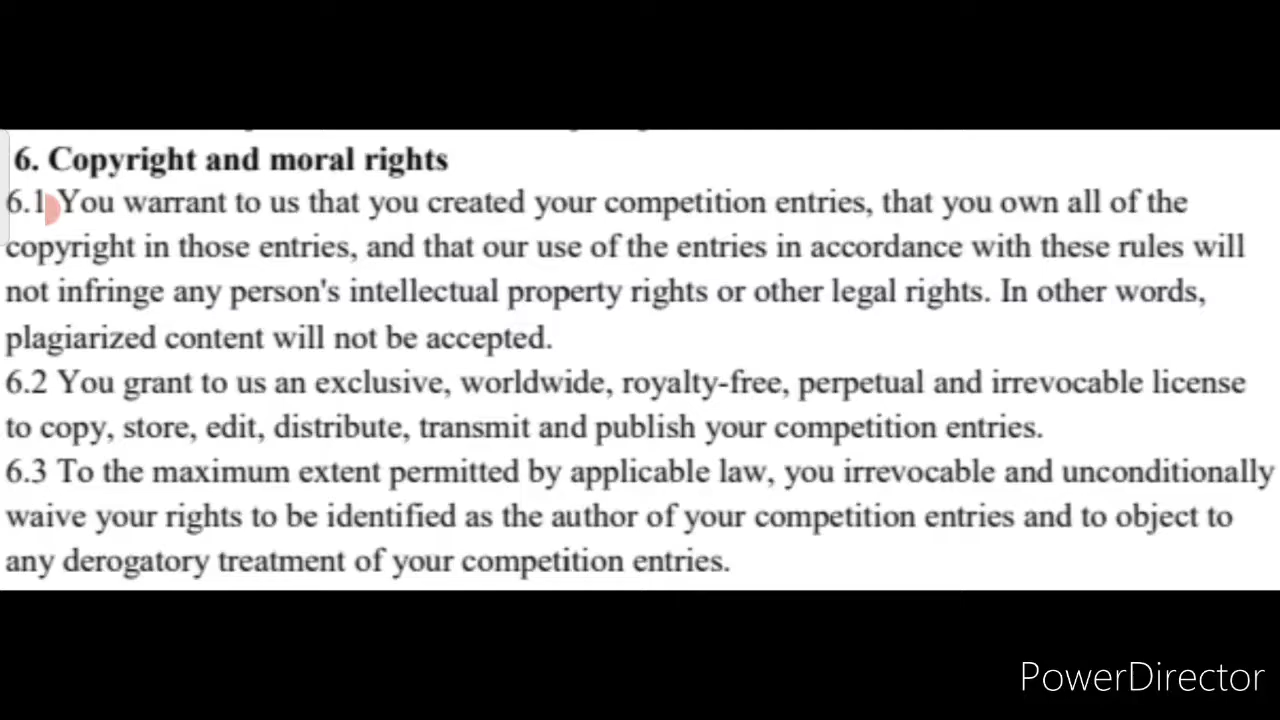 6. Copyright and moral rights
6.1 You warrant to us that you created your competition entries, that you own all of the
copyright in those entries, and that our use of the entries in accordance with these rules will
not infringe any person's intellectual property rights or other legal rights. In other words,
plagiarized content will not be accepted.
6.2 You grant to us an exclusive, worldwide, royalty-free, perpetual and irrevocable license
to copy, store, edit, distribute, transmit and publish your competition entries.
6.3 To the maximum extent permitted by applicable law, you irrevocable and unconditionally
waive your rights to be identified as the author of your competition entries and to object to
any derogatory treatment of your competition entries.
PowerDirector